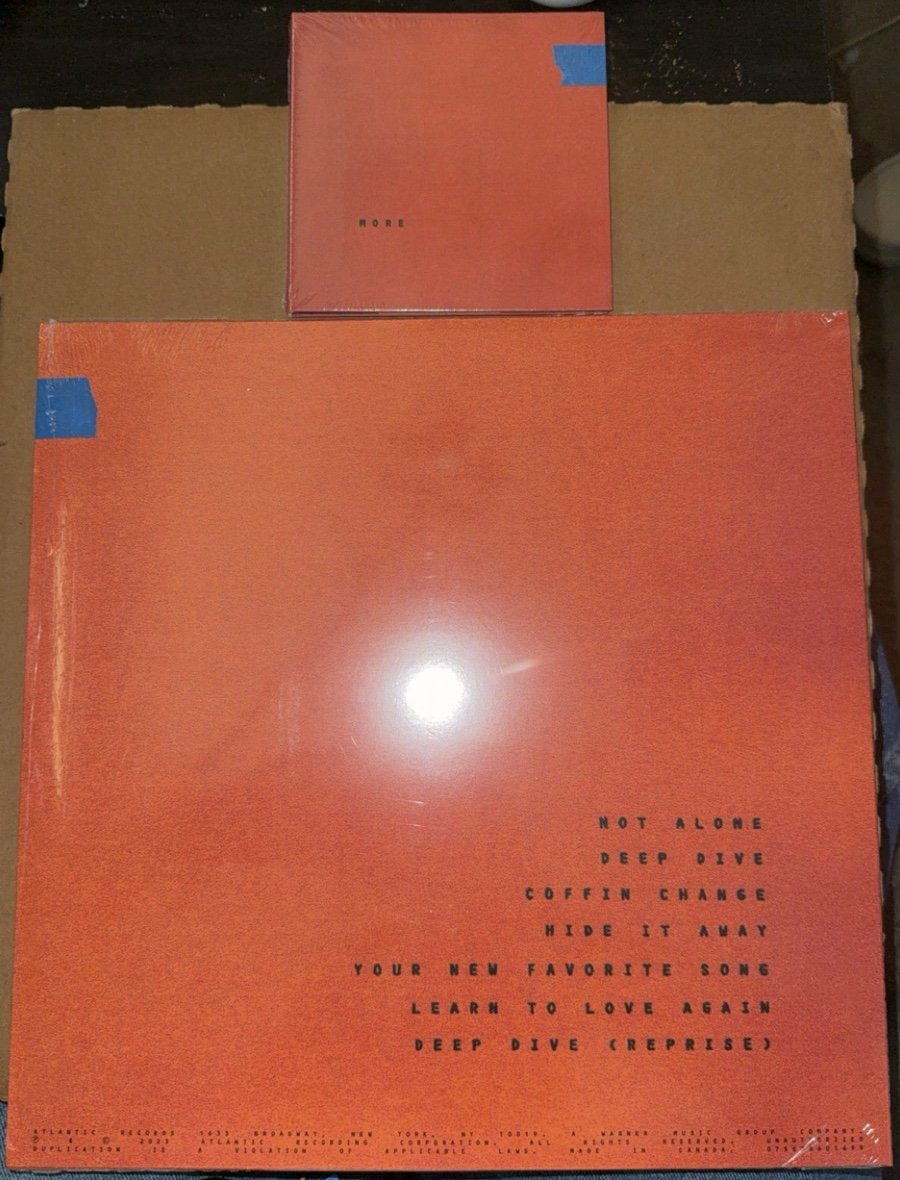 MORE
NOT ALONE
DEEP DIVE
COFFIN CHANGE
HIDE IT AWAY
YOUR NEW FAVORITE SONG
LEARN TO LOVE AGAIN
DEEP DIVE (REPRISE)
ATLANTIC RECORDS 1633 BROADWAY, NEW YORK, NY 10019. A WARNER MUSIC GROUP COMPANY.
℗ & © 2023 ATLANTIC RECORDING CORPORATION. ALL RIGHTS RESERVED. UNAUTHORIZED
DUPLICATION IS A VIOLATION OF APPLICABLE LAWS. MADE IN CANADA.